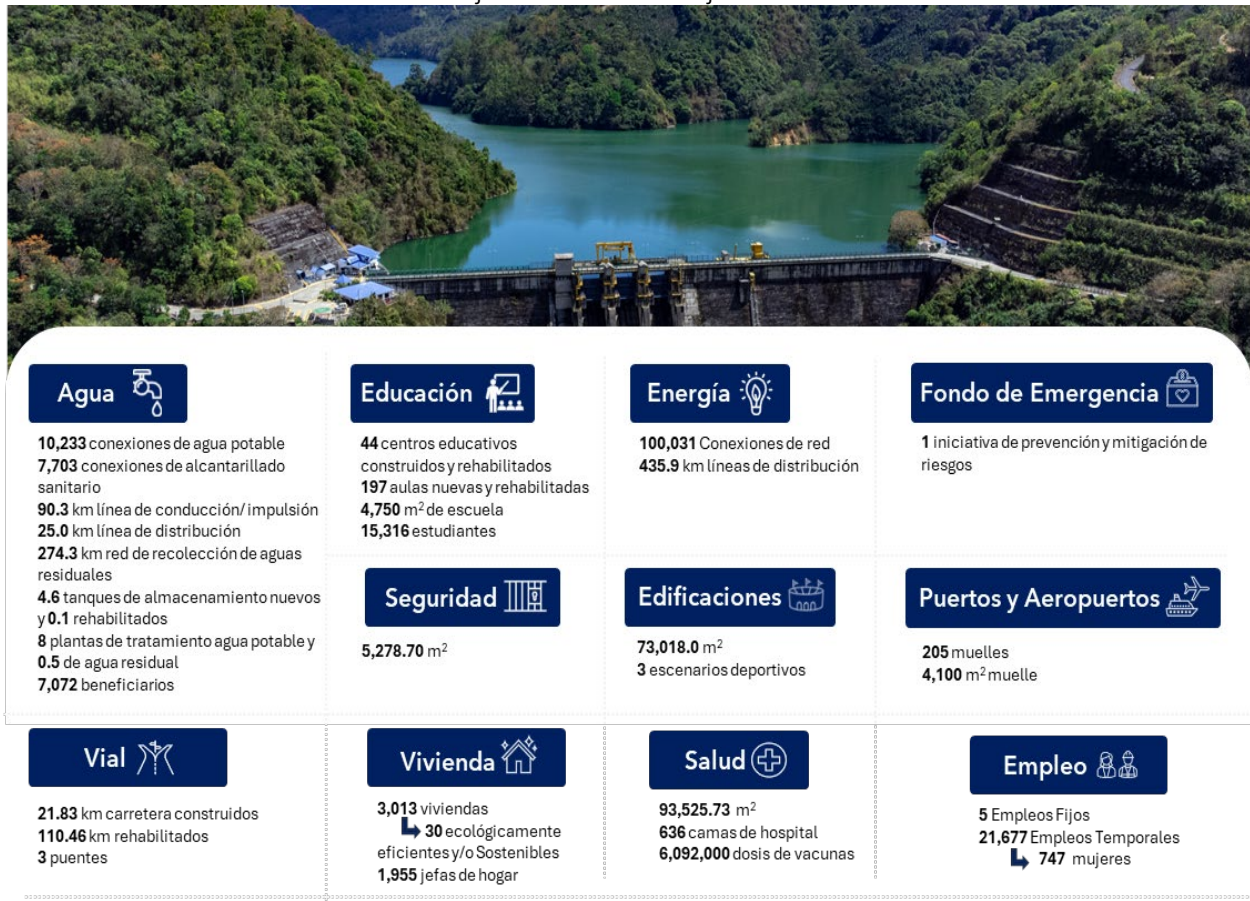 Agua
10,233 conexiones de agua potable
7,703 conexiones de alcantarillado
sanitario
90.3 km línea de conducción/ impulsión
25.0 km línea de distribución
274.3 km red de recolección de aguas
residuales
4.6 tanques de almacenamiento nuevos
y 0.1 rehabilitados
8 plantas de tratamiento agua potable y
0.5 de agua residual
7,072 beneficiarios
Educación
44 centros educativos
construidos y rehabilitados
197 aulas nuevas y rehabilitadas
4,750 m² de escuela
15,316 estudiantes
Energía
100,031 Conexiones de red
435.9 km líneas de distribución
Fondo de Emergencia
1 iniciativa de prevención y mitigación de
riesgos
Seguridad
5,278.70 m²
Edificaciones
73,018.0 m²
3 escenarios deportivos
Puertos y Aeropuertos
205 muelles
4,100 m² muelle
Vial
21.83 km carretera construidos
110.46 km rehabilitados
3 puentes
Vivienda
3,013 viviendas
30 ecológicamente
eficientes y/o Sostenibles
1,955 jefas de hogar
Salud
93,525.73 m²
636 camas de hospital
6,092,000 dosis de vacunas
Empleo
5 Empleos Fijos
21,677 Empleos Temporales
747 mujeres